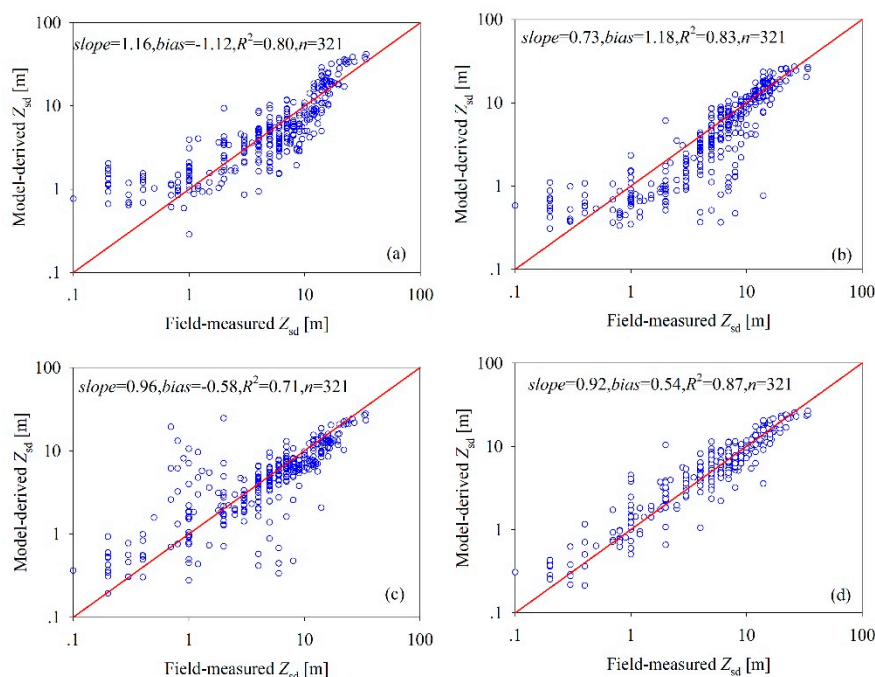 slope=1.16,bias=-1.12,R²=0.80,n=321
100
10
1
.1
Model-derived Zsd [m]
(a)
.1 1 10 100
Field-measured Zsd [m]
slope=0.73,bias=1.18,R²=0.83,n=321
100
10
1
.1
Model-derived Zsd [m]
(b)
.1 1 10 100
Field-measured Zsd [m]
slope=0.96,bias=-0.58,R²=0.71,n=321
100
10
1
.1
Model-derived Zsd [m]
(c)
.1 1 10 100
Field-measured Zsd [m]
slope=0.92,bias=0.54,R²=0.87,n=321
100
10
1
.1
Model-derived Zsd [m]
(d)
.1 1 10 100
Field-measured Zsd [m]